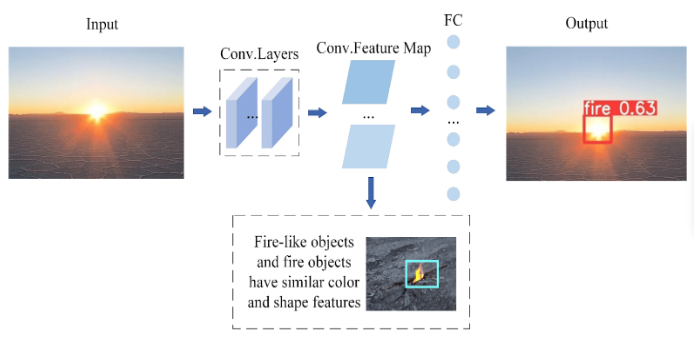 Input
Conv.Layers
...
Conv.Feature Map
...
FC
...
Output
fire 0.63
Fire-like objects
and fire objects
have similar color
and shape features